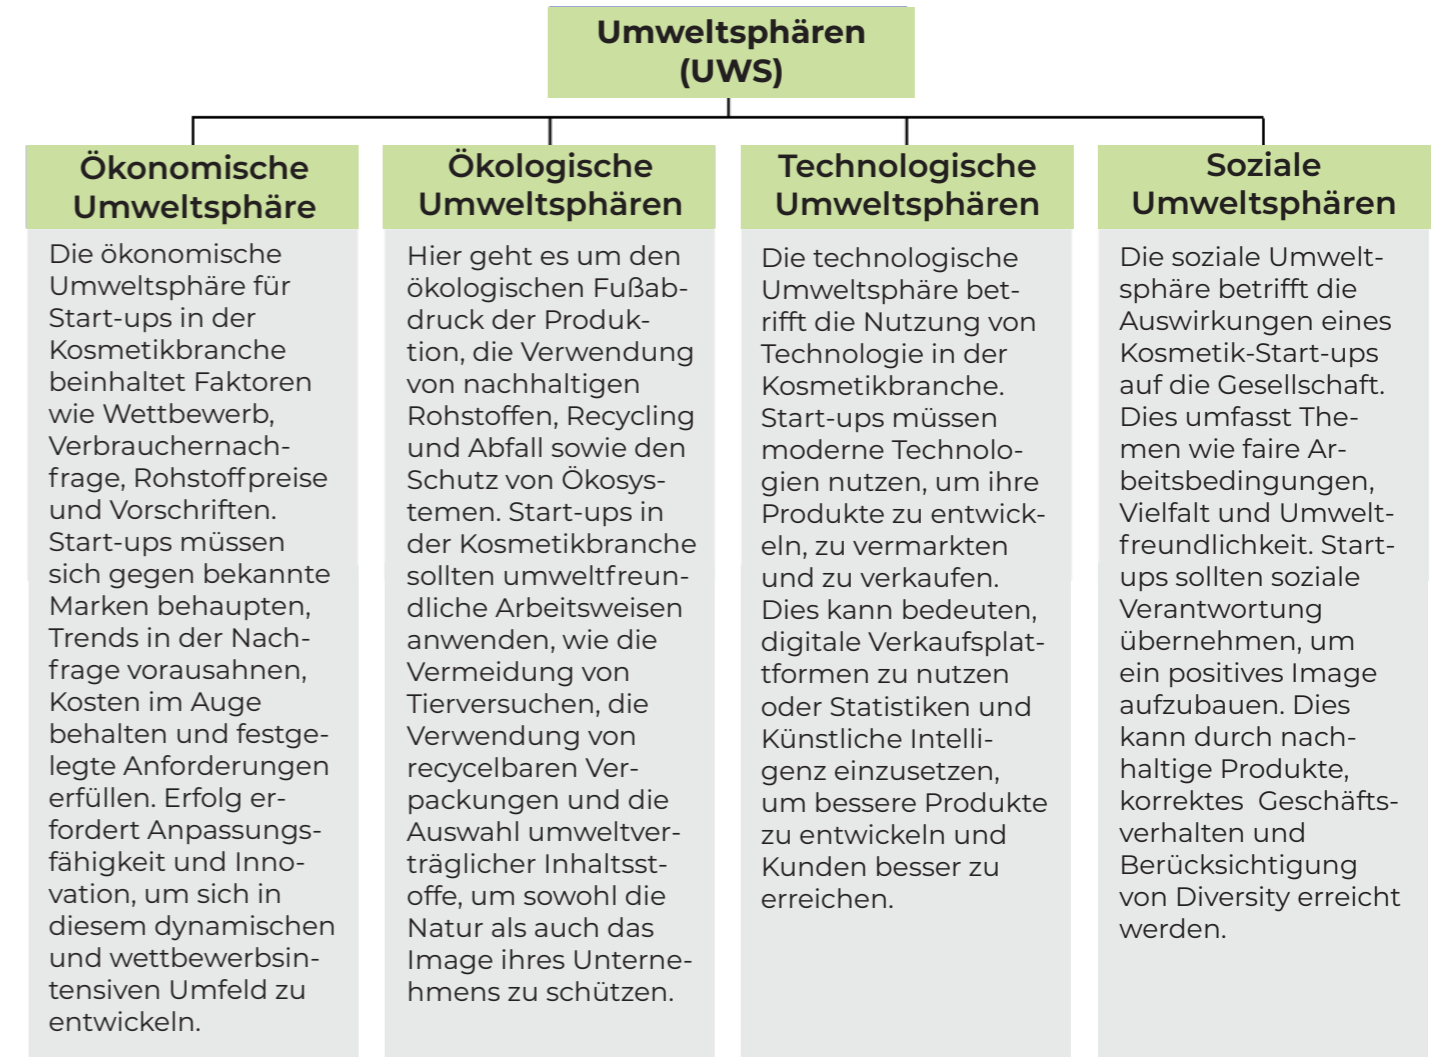 Umweltsphären
(UWS)
Ökonomische
Umweltsphäre
Die ökonomische
Umweltsphäre für
Start-ups in der
Kosmetikbranche
beinhaltet Faktoren
wie Wettbewerb,
Verbrauchernach-
frage, Rohstoffpreise
und Vorschriften.
Start-ups müssen
sich gegen bekannte
Marken behaupten,
Trends in der Nach-
frage vorausahnen,
Kosten im Auge
behalten und festge-
legte Anforderungen
erfüllen. Erfolg er-
fordert Anpassungs-
fähigkeit und Inno-
vation, um sich in
diesem dynamischen
und wettbewerbsin-
tensiven Umfeld zu
entwickeln.
Ökologische
Umweltsphären
Hier geht es um den
ökologischen Fußab-
druck der Produk-
tion, die Verwendung
von nachhaltigen
Rohstoffen, Recycling
und Abfall sowie den
Schutz von Ökosys-
temen. Start-ups in
der Kosmetikbranche
sollten umweltfreun-
dliche Arbeitsweisen
anwenden, wie die
Vermeidung von
Tierversuchen, die
Verwendung von
recycelbaren Ver-
packungen und die
Auswahl umweltver-
träglicher Inhaltsst-
offe, um sowohl die
Natur als auch das
Image ihres Unterne-
hmens zu schützen.
Technologische
Umweltsphären
Die technologische
Umweltsphäre bet-
rifft die Nutzung von
Technologie in der
Kosmetikbranche.
Start-ups müssen
moderne Technolo-
gien nutzen, um ihre
Produkte zu entwick-
eln, zu vermarkten
und zu verkaufen.
Dies kann bedeuten,
digitale Verkaufsplat-
tformen zu nutzen
oder Statistiken und
Künstliche Intelli-
genz einzusetzen,
um bessere Produkte
zu entwickeln und
Kunden besser zu
erreichen.
Soziale
Umweltsphären
Die soziale Umwelt-
sphäre betrifft die
Auswirkungen eines
Kosmetik-Start-ups
auf die Gesellschaft.
Dies umfasst The-
men wie faire Ar-
beitsbedingungen,
Vielfalt und Umwelt-
freundlichkeit. Start-
ups sollten soziale
Verantwortung
übernehmen, um
ein positives Image
aufzubauen. Dies
kann durch nach-
haltige Produkte,
korrektes  Geschäfts-
verhalten und
Berücksichtigung
von Diversity erreicht
werden.